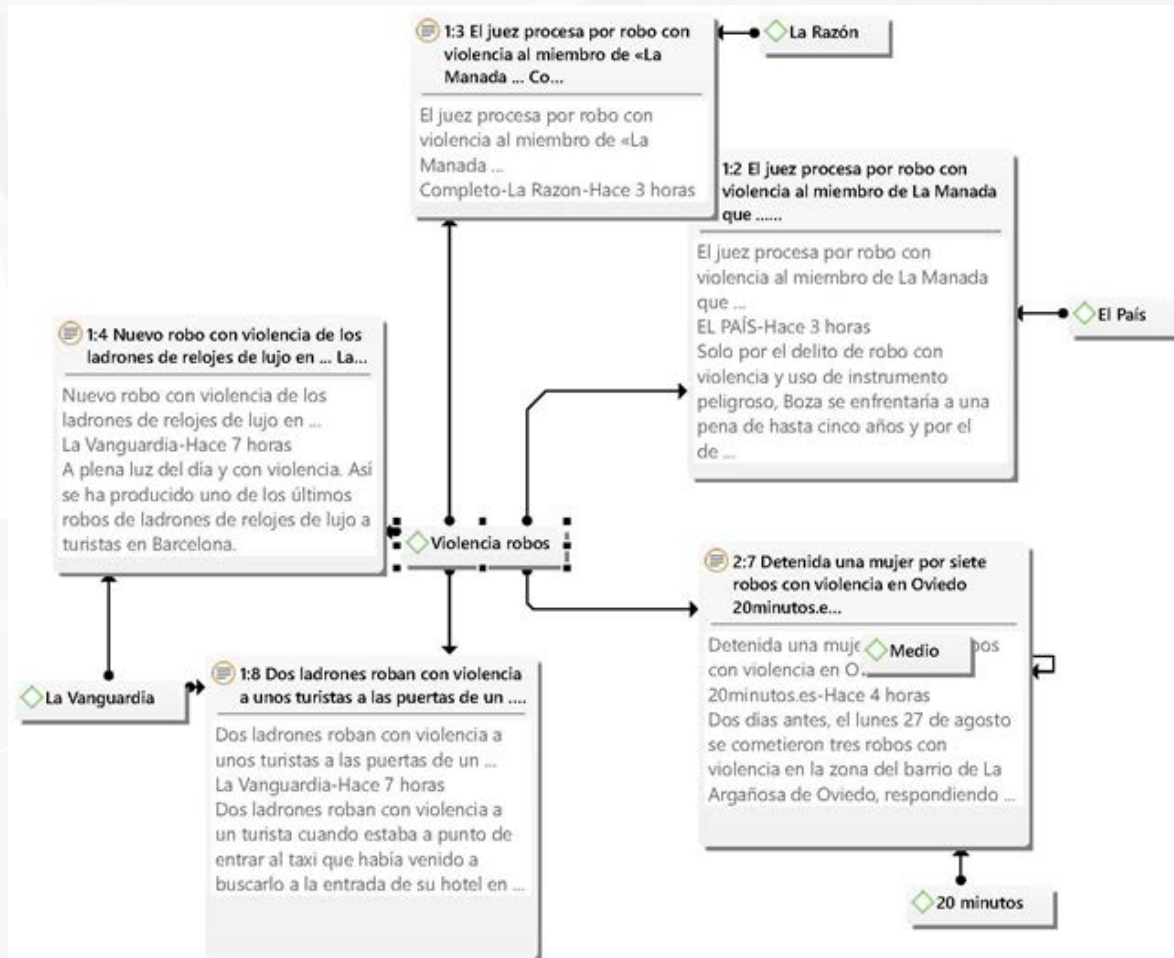 1:3 El juez procesa por robo con
violencia al miembro de «La
Manada ... Co...
El juez procesa por robo con
violencia al miembro de «La
Manada ...
Completo-La Razon-Hace 3 horas
La Razón
1:2 El juez procesa por robo con
violencia al miembro de La Manada
que ......
El juez procesa por robo con
violencia al miembro de La Manada
que ...
EL PAÍS-Hace 3 horas
Solo por el delito de robo con
violencia y uso de instrumento
peligroso, Boza se enfrentaría a una
pena de hasta cinco años y por el
de ...
El País
1:4 Nuevo robo con violencia de los
ladrones de relojes de lujo en ... La...
Nuevo robo con violencia de los
ladrones de relojes de lujo en ...
La Vanguardia-Hace 7 horas
A plena luz del día y con violencia. Así
se ha producido uno de los últimos
robos de ladrones de relojes de lujo a
turistas en Barcelona.
Violencia robos
2:7 Detenida una mujer por siete
robos con violencia en Oviedo
20minutos.e...
Detenida una
con violencia en
20minutos.es-Hace 4 horas
Dos días antes, el lunes 27 de agosto
se cometieron tres robos con
violencia en la zona del barrio de La
Argañosa de Oviedo, respondiendo ...
Medio
La Vanguardia
1:8 Dos ladrones roban con violencia
a unos turistas a las puertas de un ....
Dos ladrones roban con violencia a
unos turistas a las puertas de un ...
La Vanguardia-Hace 7 horas
Dos ladrones roban con violencia a
un turista cuando estaba a punto de
entrar al taxi que había venido a
buscarlo a la entrada de su hotel en ...
20 minutos